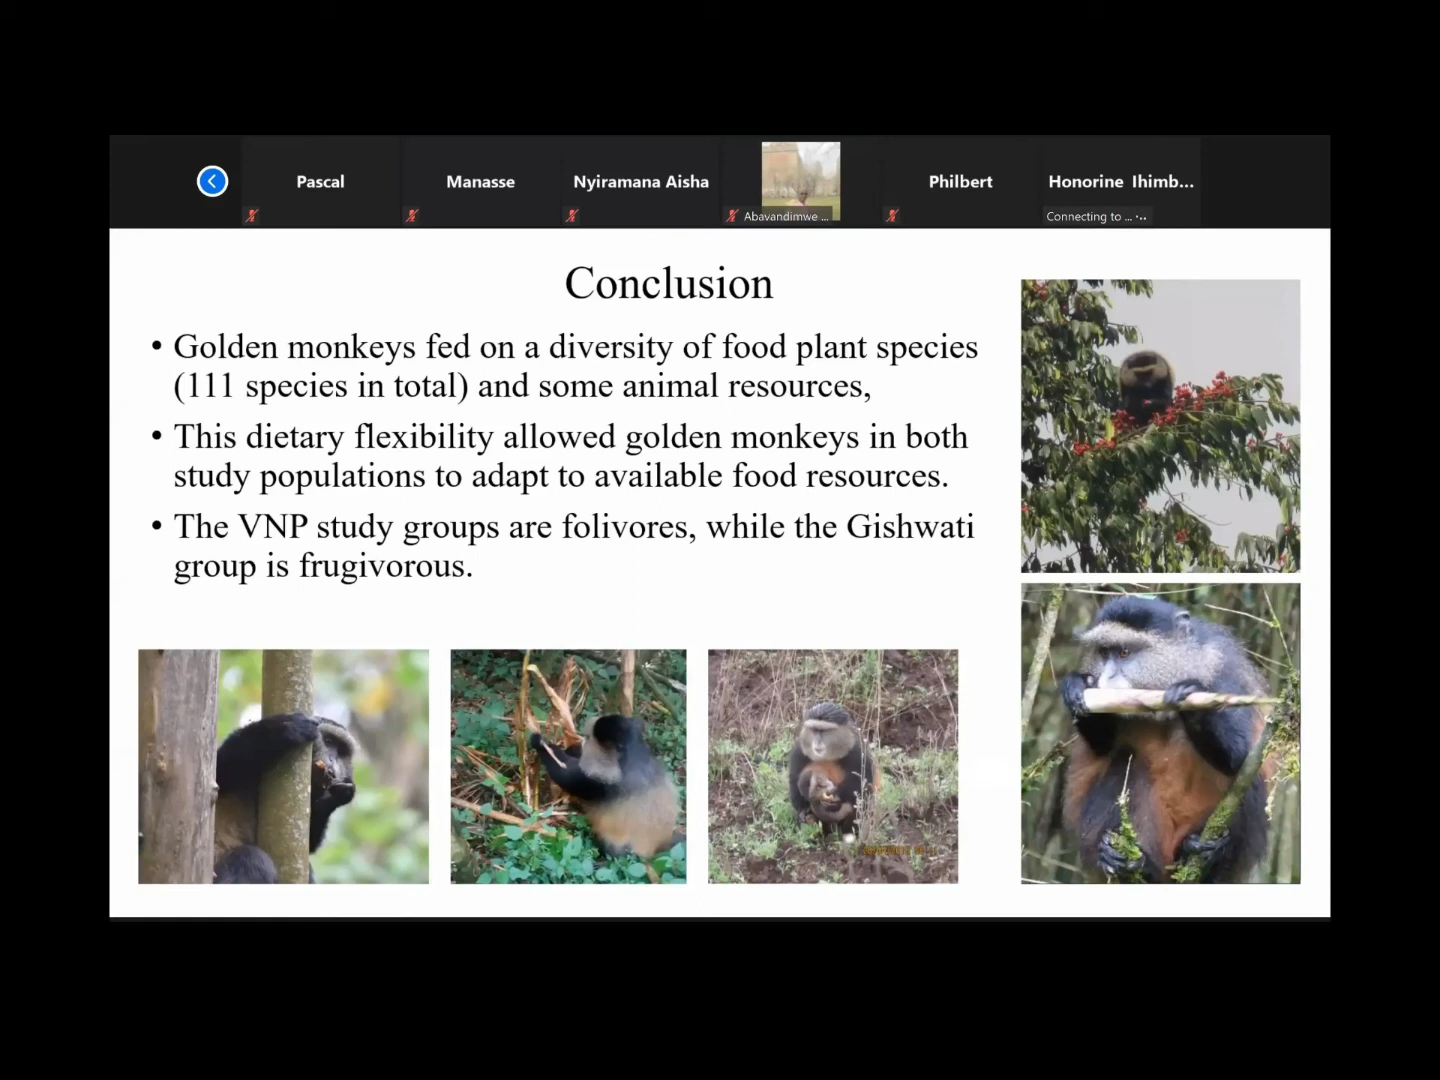 Pascal
Manasse
Nyiramana Aisha
Abavandimwe ...
Philbert
Honorine Ihimb...
Connecting to ...
Conclusion
• Golden monkeys fed on a diversity of food plant species
(111 species in total) and some animal resources,
• This dietary flexibility allowed golden monkeys in both
study populations to adapt to available food resources.
• The VNP study groups are folivores, while the Gishwati
group is frugivorous.